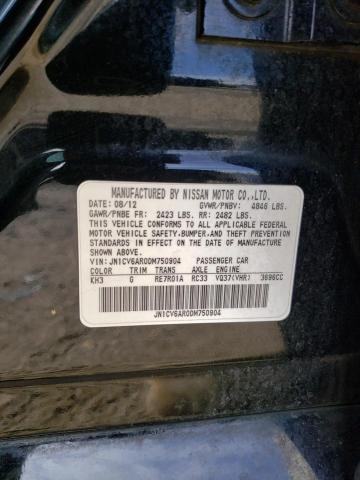 MANUFACTURED BY NISSAN MOTOR CO.,LTD.
DATE: 08/12 GVWR/PNBV: 4846 LBS.
GAWR/PNBE FR: 2423 LBS. RR: 2482 LBS.
THIS VEHICLE CONFORMS TO ALL APPLICABLE FEDERAL
MOTOR VEHICLE SAFETY,BUMPER,AND THEFT PREVENTION
STANDARDS IN EFFECT ON THE DATE OF MANUFACTURE
SHOWN ABOVE.
VIN: JN1CV6AR0DM750904 PASSENGER CAR
COLOR TRIM TRANS AXLE ENGINE
KH3 G RE7R01A RC33 VQ37(VHR) 3696CC
JN1CV6AR0DM750904